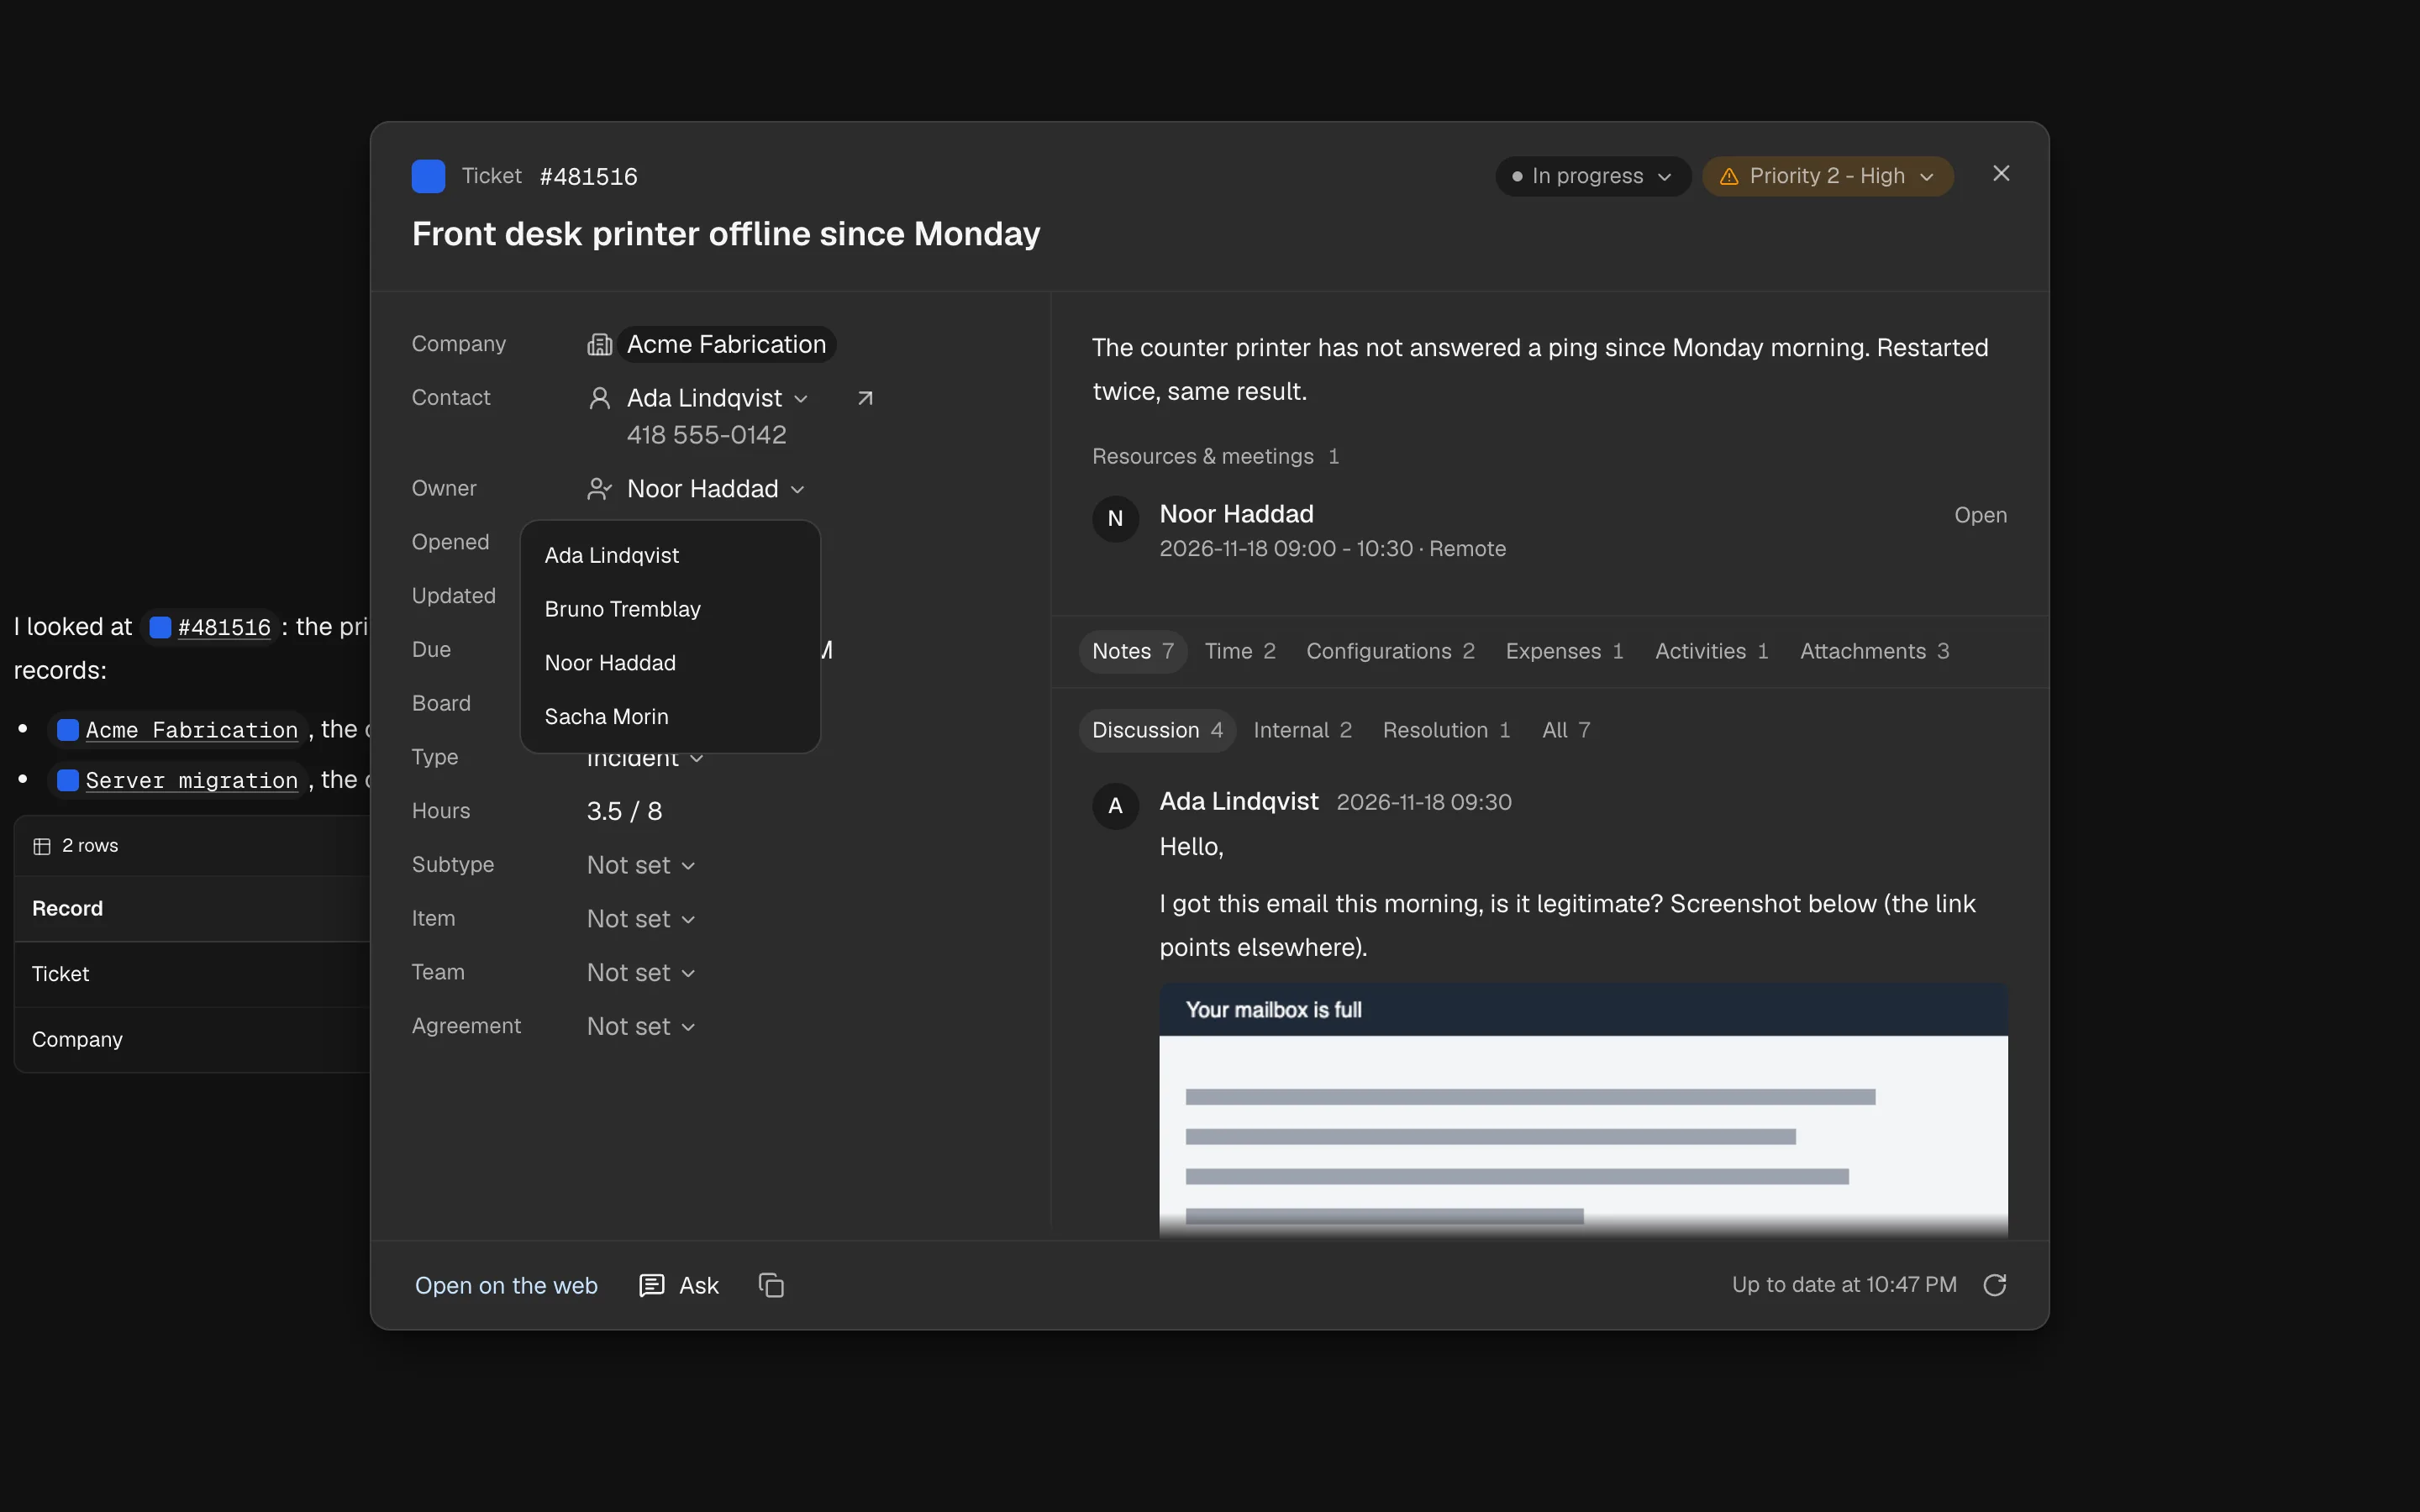 Ticket #481516
In progress
Priority 2 - High
Front desk printer offline since Monday
Company
Acme Fabrication
Contact
Ada Lindqvist
418 555-0142
Owner
Noor Haddad
Opened
Updated
Due
M
Board
Type
Incident
Hours
3.5 / 8
Subtype
Not set
Item
Not set
Team
Not set
Agreement
Not set
Ada Lindqvist
Bruno Tremblay
Noor Haddad
Sacha Morin
The counter printer has not answered a ping since Monday morning. Restarted
twice, same result.
Resources & meetings 1
N
Noor Haddad
2026-11-18 09:00 - 10:30 · Remote
Open
Notes 7
Time 2
Configurations 2
Expenses 1
Activities 1
Attachments 3
Discussion 4
Internal 2
Resolution 1
All 7
A
Ada Lindqvist 2026-11-18 09:30
Hello,
I got this email this morning, is it legitimate? Screenshot below (the link
points elsewhere).
Your mailbox is full
Open on the web
Ask
Up to date at 10:47 PM
I looked at #481516 : the pri
records:
• Acme Fabrication , the
• Server migration , the
2 rows
Record
Ticket
Company